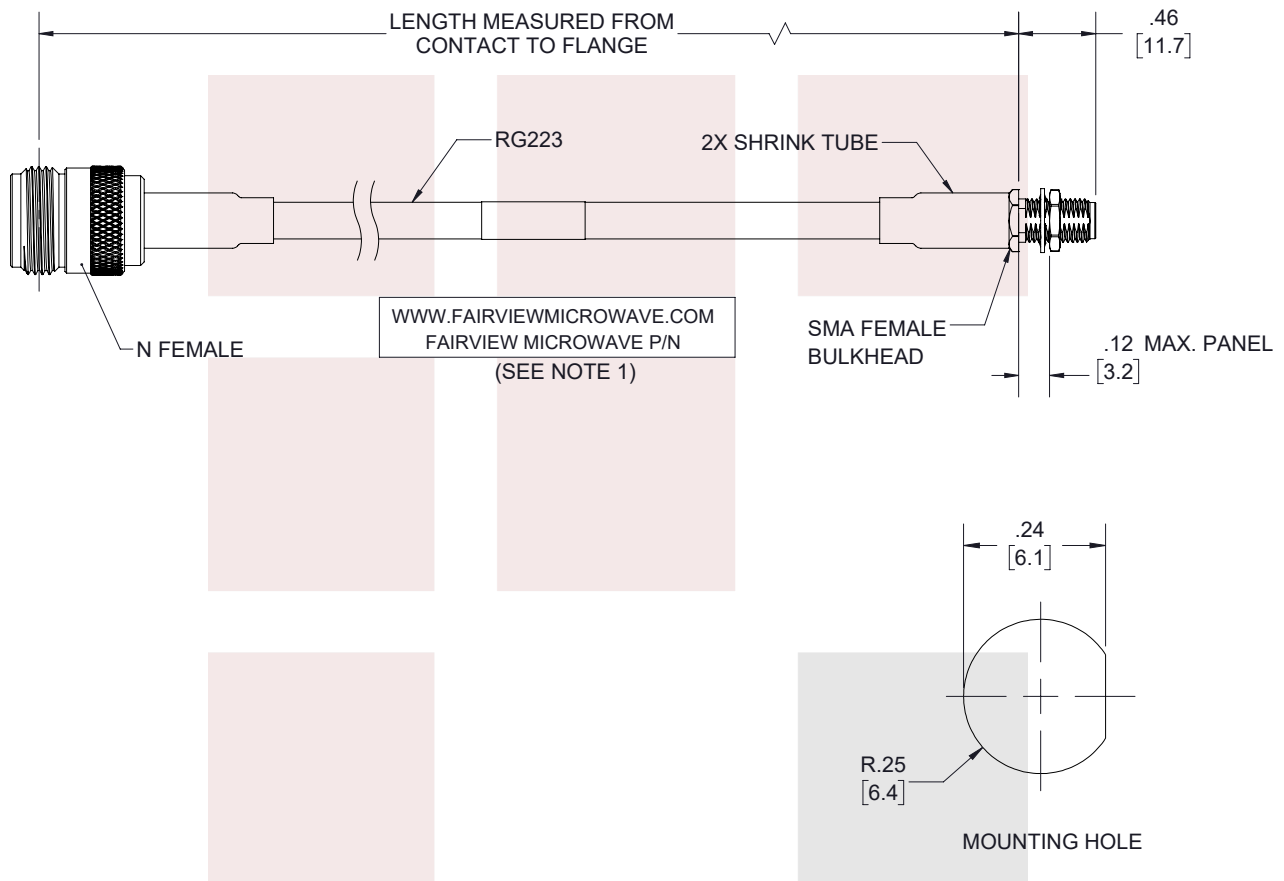 LENGTH MEASURED FROM
CONTACT TO FLANGE
.46
[11.7]
RG223
2X SHRINK TUBE
WWW.FAIRVIEWMICROWAVE.COM
FAIRVIEW MICROWAVE P/N
(SEE NOTE 1)
N FEMALE
SMA FEMALE
BULKHEAD
.12 MAX. PANEL
[3.2]
.24
[6.1]
R.25
[6.4]
MOUNTING HOLE